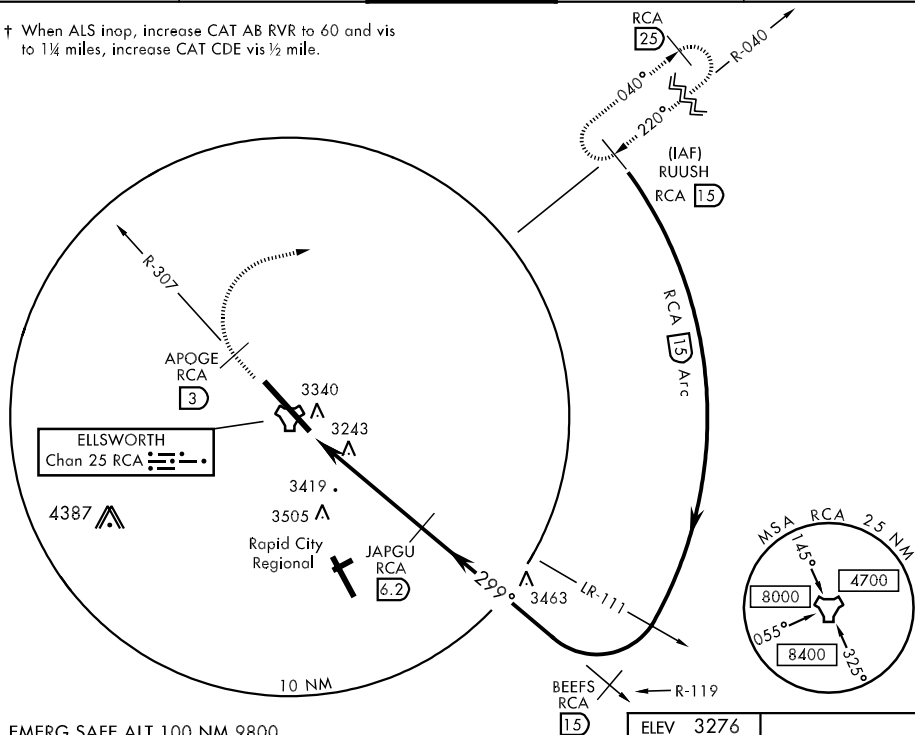 † When ALS inop, increase CAT AB RVR to 60 and vis
to 1¼ miles, increase CAT CDE vis ½ mile.
RCA
25
R-040
040°
220°
(IAF)
RUUSH
RCA 15
R-307
RCA 15 Arc
APOGE
RCA
3
3340
3243
ELLSWORTH
Chan 25 RCA
3419
3505
4387
Rapid City
Regional
JAPGU
RCA
6.2
299°
3463
LR-111
MSA RCA 25 NM
145°
4700
8000
055°
8400
325°
10 NM
BEEFS
RCA
15
R-119
EMERG SAFE ALT 100 NM 9800
ELEV 3276